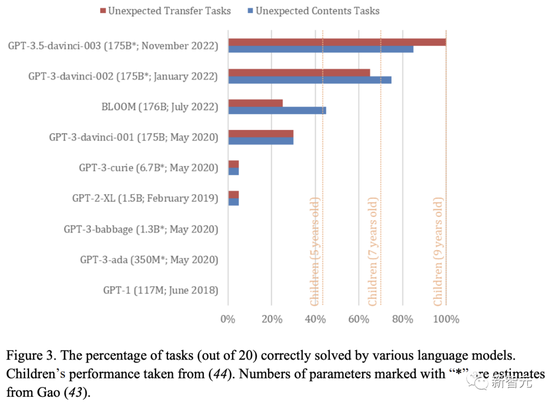 Unexpected Transfer Tasks Unexpected Contents Tasks
GPT-3.5-davinci-003 (175B*; November 2022)
GPT-3-davinci-002 (175B*; January 2022)
BLOOM (176B; July 2022)
GPT-3-davinci-001 (175B; May 2020)
GPT-3-curie (6.7B*; May 2020)
GPT-2-XL (1.5B; February 2019)
GPT-3-babbage (1.3B*; May 2020)
GPT-3-ada (350M*; May 2020)
GPT-1 (117M; June 2018)
Children (5 years old)
Children (7 years old)
Children (9 years old)
0% 20% 40% 60% 80% 100%
Figure 3. The percentage of tasks (out of 20) correctly solved by various language models.
Children's performance taken from (44). Numbers of parameters marked with “*” are estimates
from Gao (43).
新智元